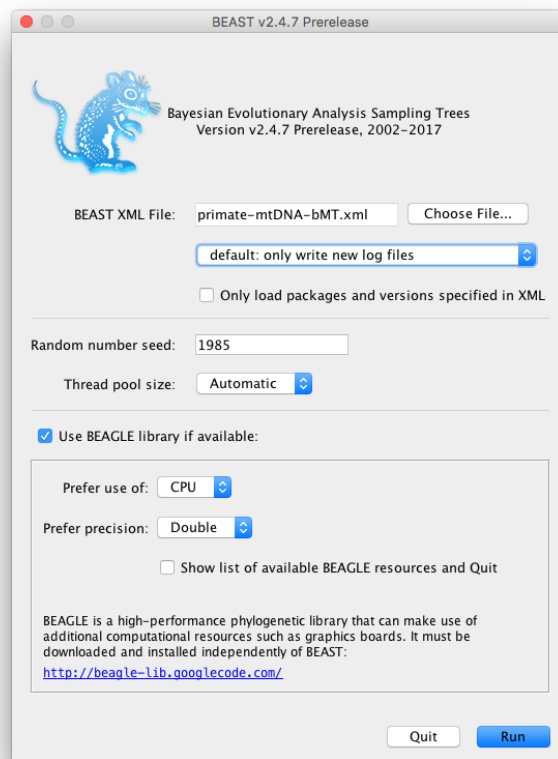 BEAST v2.4.7 Prerelease
Bayesian Evolutionary Analysis Sampling Trees
Version v2.4.7 Prerelease, 2002–2017
BEAST XML File: primate-mtDNA-bMT.xml Choose File...
default: only write new log files
Only load packages and versions specified in XML
Random number seed: 1985
Thread pool size: Automatic
Use BEAGLE library if available:
Prefer use of: CPU
Prefer precision: Double
Show list of available BEAGLE resources and Quit
BEAGLE is a high-performance phylogenetic library that can make use of
additional computational resources such as graphics boards. It must be
downloaded and installed independently of BEAST:
http://beagle-lib.googlecode.com/
Quit Run